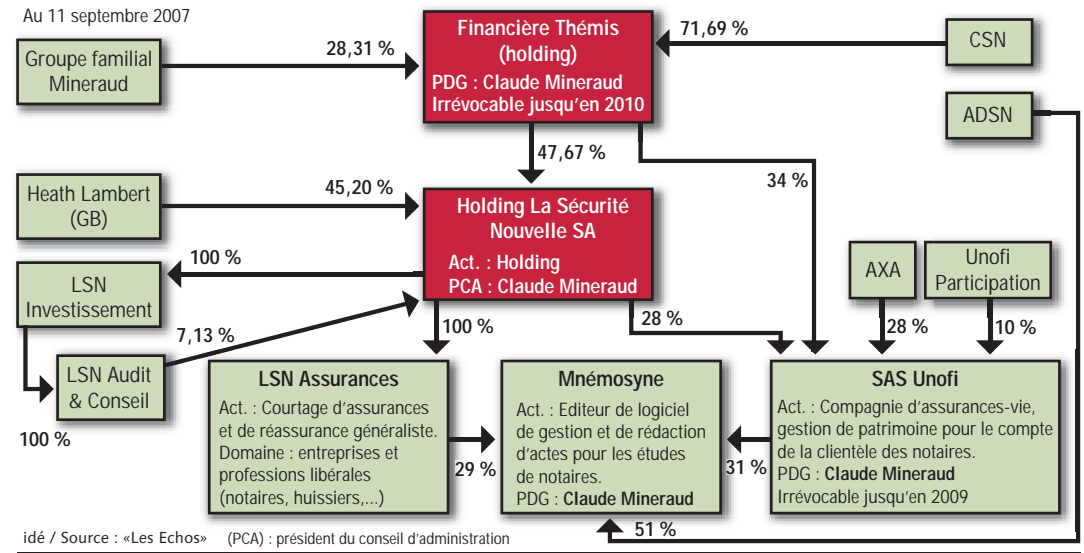 Au 11 septembre 2007
Groupe familial
Mineraud
28,31 %
Financière Thémis
(holding)
PDG : Claude Mineraud
Irrévocable jusqu'en 2010
71,69 %
CSN
ADSN
47,67 %
34 %
Heath Lambert
(GB)
45,20 %
Holding La Sécurité
Nouvelle SA
Act. : Holding
PCA : Claude Mineraud
100 %
LSN
Investissement
7,13 %
LSN Audit
& Conseil
100 %
100 %
28 %
AXA
Unofi
Participation
28 %
10 %
LSN Assurances
Act. : Courtage d'assurances
et de réassurance généraliste.
Domaine : entreprises et
professions libérales
(notaires, huissiers,...)
29 %
Mnémosyne
Act. : Editeur de logiciel
de gestion et de rédaction
d'actes pour les études
de notaires.
PDG : Claude Mineraud
31 %
SAS Unofi
Act. : Compagnie d'assurances-vie,
gestion de patrimoine pour le compte
de la clientèle des notaires.
PDG : Claude Mineraud
Irrévocable jusqu'en 2009
51 %
idé / Source : «Les Echos» (PCA) : président du conseil d'administration